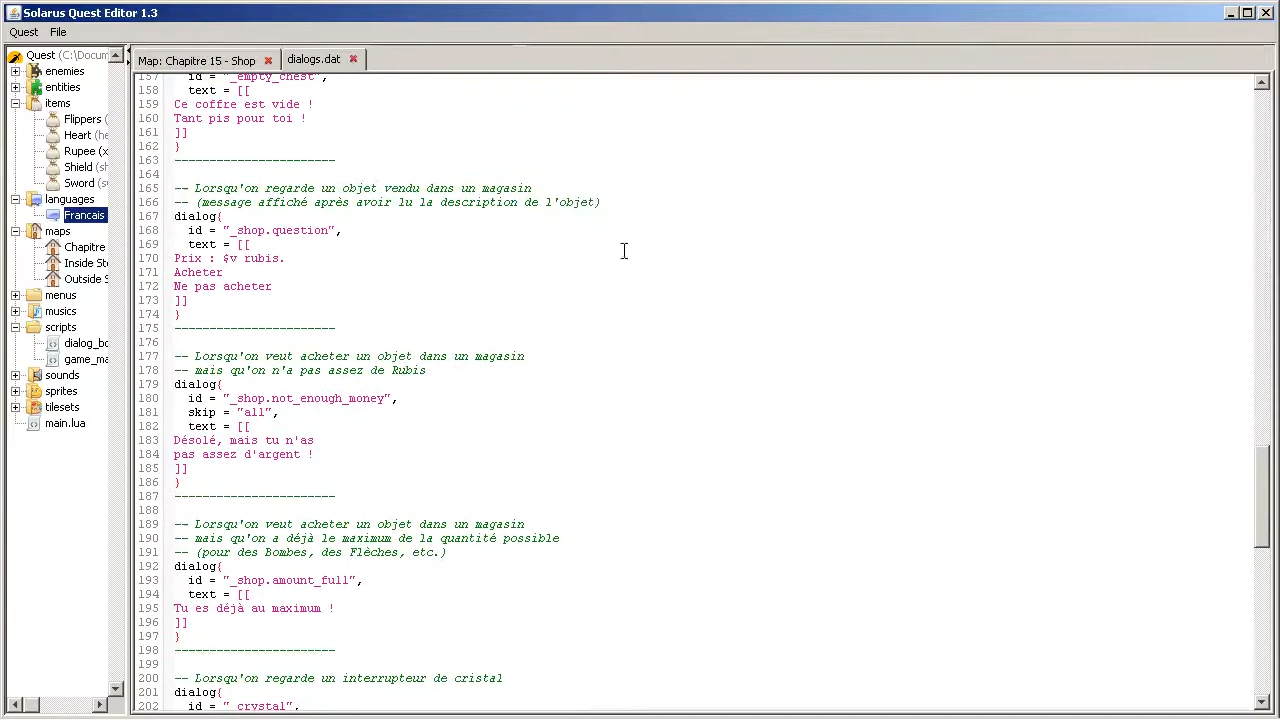 Solarus Quest Editor 1.3
Quest File
Quest (C:\Docum
enemies
entities
items
Flippers (
Heart (he
Rupee (x
Shield (sh
Sword (s
languages
Francais
maps
Chapitre
Inside St
Outside S
menus
musics
scripts
dialog_bo
game_ma
sounds
sprites
tilesets
main.lua
Map: Chapitre 15 - Shop
dialogs.dat
157 id = "_empty_chest",
158 text = [[
159 Ce coffre est vide !
160 Tant pis pour toi !
161 ]]
162 }
163 -----------------------
164
165 -- Lorsqu'on regarde un objet vendu dans un magasin
166 -- (message affiché après avoir lu la description de l'objet)
167 dialog{
168 id = "_shop.question",
169 text = [[
170 Prix : $v rubis.
171 Acheter
172 Ne pas acheter
173 ]]
174 }
175 -----------------------
176
177 -- Lorsqu'on veut acheter un objet dans un magasin
178 -- mais qu'on n'a pas assez de Rubis
179 dialog{
180 id = "_shop.not_enough_money",
181 skip = "all",
182 text = [[
183 Désolé, mais tu n'as
184 pas assez d'argent !
185 ]]
186 }
187 -----------------------
188
189 -- Lorsqu'on veut acheter un objet dans un magasin
190 -- mais qu'on a déjà le maximum de la quantité possible
191 -- (pour des Bombes, des Flèches, etc.)
192 dialog{
193 id = "_shop.amount_full",
194 text = [[
195 Tu es déjà au maximum !
196 ]]
197 }
198 -----------------------
199
200 -- Lorsqu'on regarde un interrupteur de cristal
201 dialog{
202 id = "_crystal",